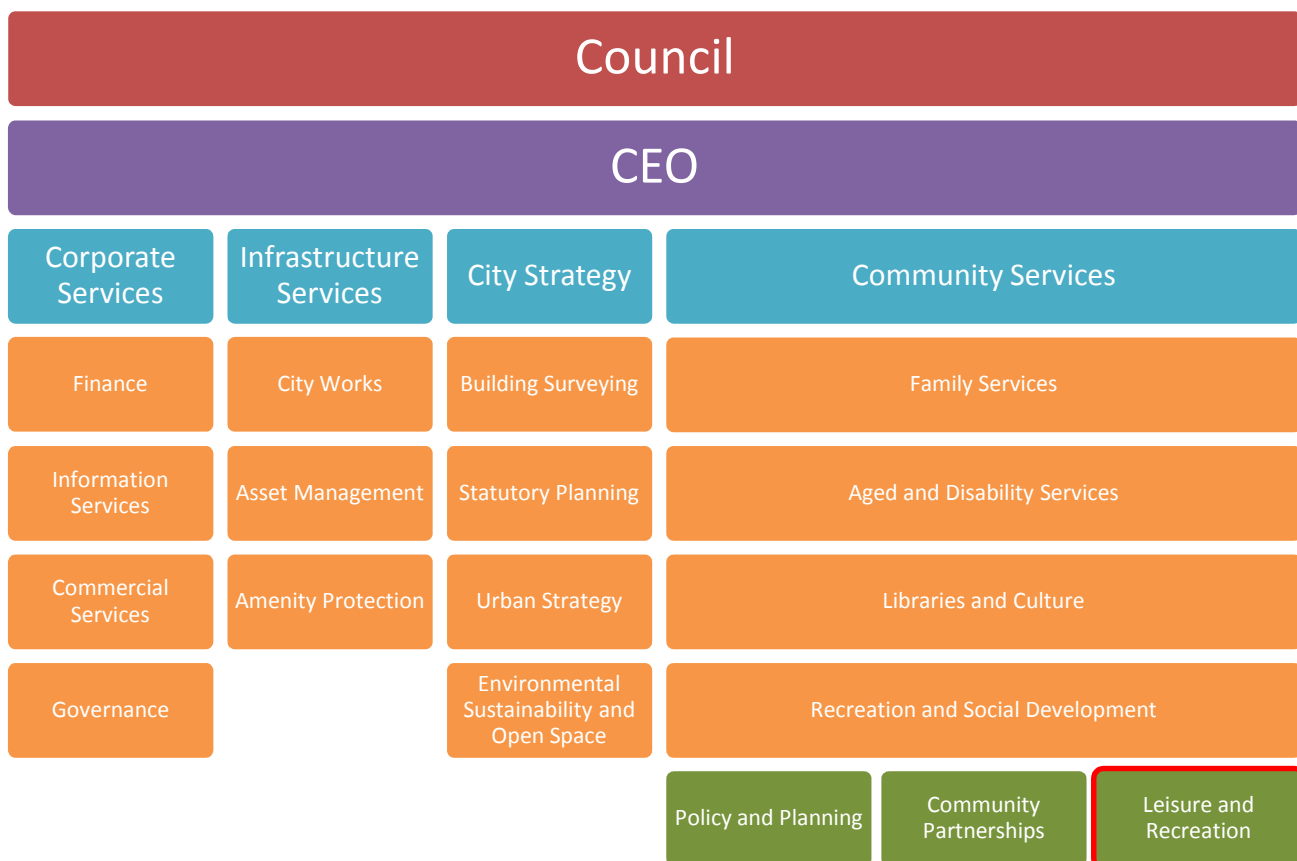 Council
CEO
Corporate
Services
Infrastructure
Services
City Strategy
Community Services
Finance
City Works
Building Surveying
Family Services
Information
Services
Asset Management
Statutory Planning
Aged and Disability Services
Commercial
Services
Amenity Protection
Urban Strategy
Libraries and Culture
Governance
Environmental
Sustainability and
Open Space
Recreation and Social Development
Policy and Planning
Community
Partnerships
Leisure and
Recreation